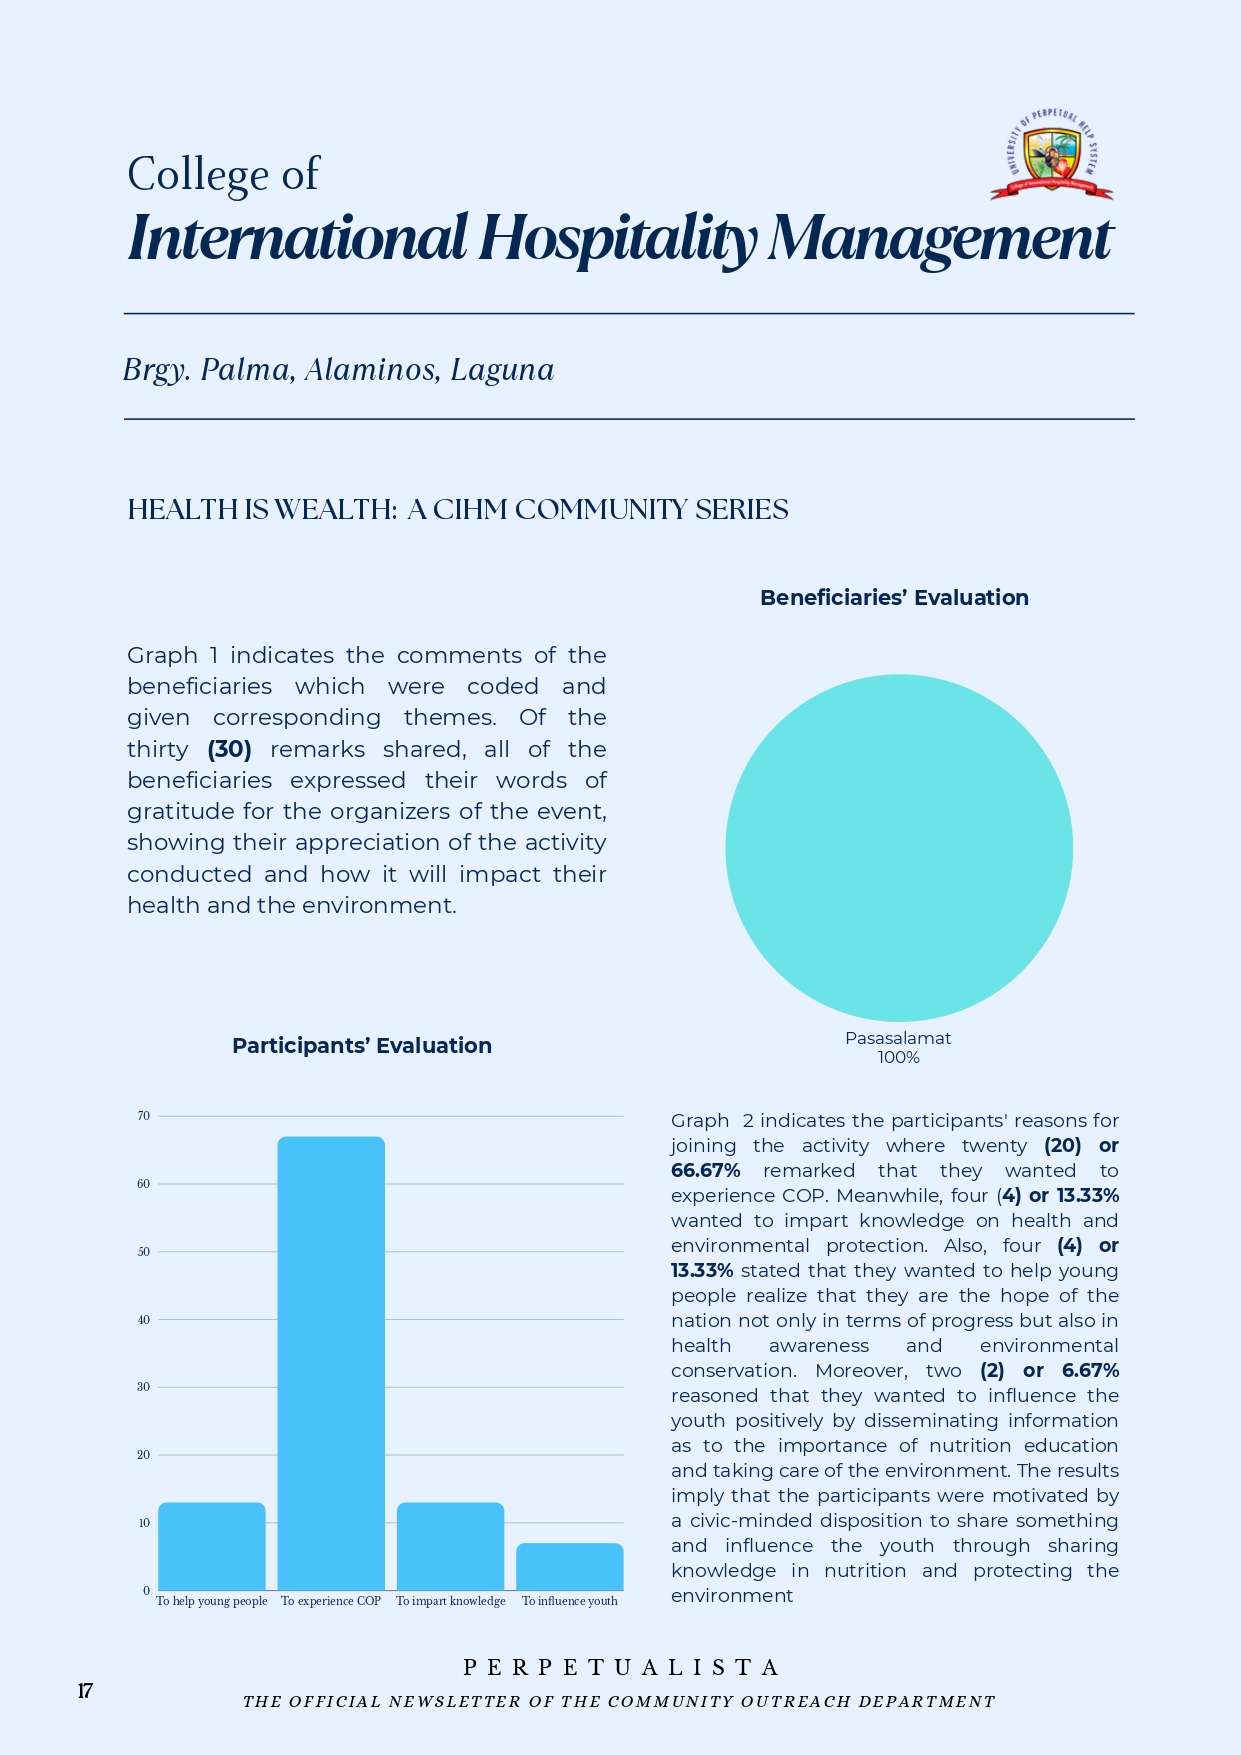 UNIVERSITY OF PERPETUAL HELP SYSTEM
College of International Hospitality Management
College of
International Hospitality Management
Brgy. Palma, Alaminos, Laguna
HEALTH IS WEALTH: A CIHM COMMUNITY SERIES
Graph 1 indicates the comments of the
beneficiaries which were coded and
given corresponding themes. Of the
thirty (30) remarks shared, all of the
beneficiaries expressed their words of
gratitude for the organizers of the event,
showing their appreciation of the activity
conducted and how it will impact their
health and the environment.
Beneficiaries’ Evaluation
Pasasalamat
100%
Participants’ Evaluation
70
60
50
40
30
20
10
0
To help young people To experience COP To impart knowledge To influence youth
Graph 2 indicates the participants' reasons for
joining the activity where twenty (20) or
66.67% remarked that they wanted to
experience COP. Meanwhile, four (4) or 13.33%
wanted to impart knowledge on health and
environmental protection. Also, four (4) or
13.33% stated that they wanted to help young
people realize that they are the hope of the
nation not only in terms of progress but also in
health awareness and environmental
conservation. Moreover, two (2) or 6.67%
reasoned that they wanted to influence the
youth positively by disseminating information
as to the importance of nutrition education
and taking care of the environment. The results
imply that the participants were motivated by
a civic-minded disposition to share something
and influence the youth through sharing
knowledge in nutrition and protecting the
environment
PERPETUALISTA
17
THE OFFICIAL NEWSLETTER OF THE COMMUNITY OUTREACH DEPARTMENT